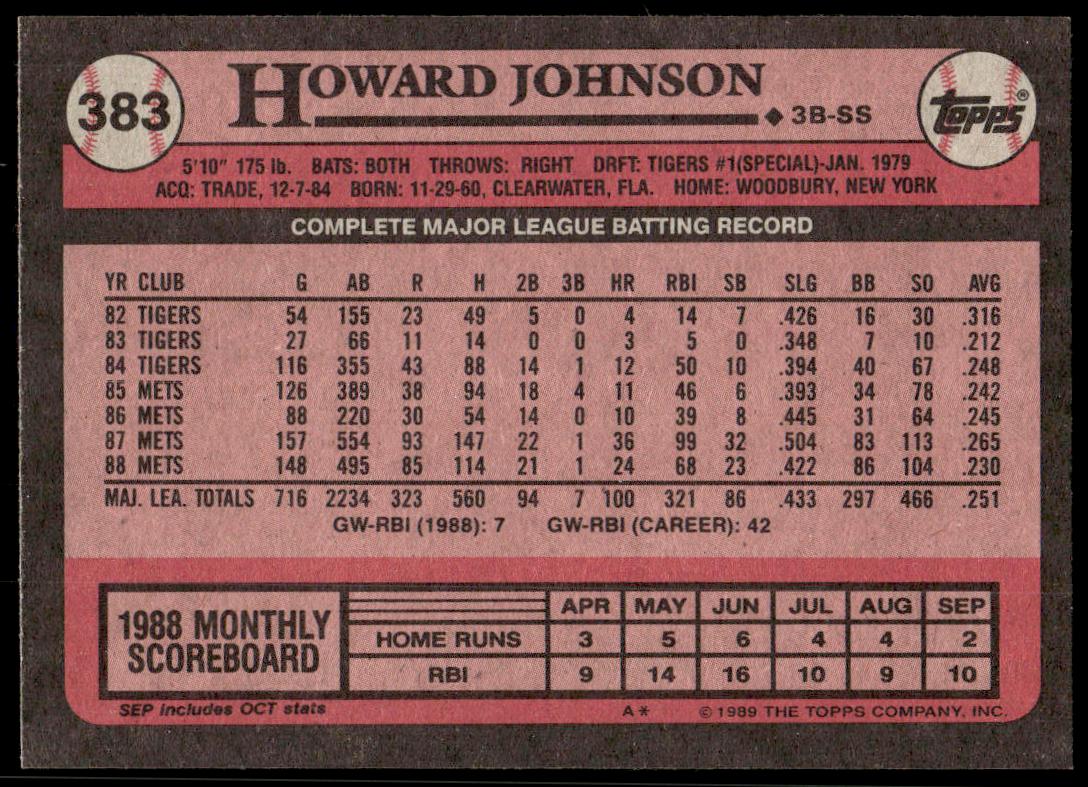 383
HOWARD JOHNSON
◆ 3B-SS
topps®
5'10" 175 lb. BATS: BOTH THROWS: RIGHT DRFT: TIGERS #1(SPECIAL)-JAN. 1979
ACQ: TRADE, 12-7-84 BORN: 11-29-60, CLEARWATER, FLA. HOME: WOODBURY, NEW YORK
COMPLETE MAJOR LEAGUE BATTING RECORD
YR CLUB G AB R H 2B 3B HR RBI SB SLG BB SO AVG
82 TIGERS 54 155 23 49 5 0 4 14 7 .426 16 30 .316
83 TIGERS 27 66 11 14 0 0 3 5 0 .348 7 10 .212
84 TIGERS 116 355 43 88 14 1 12 50 10 .394 40 67 .248
85 METS 126 389 38 94 18 4 11 46 6 .393 34 78 .242
86 METS 88 220 30 54 14 0 10 39 8 .445 31 64 .245
87 METS 157 554 93 147 22 1 36 99 32 .504 83 113 .265
88 METS 148 495 85 114 21 1 24 68 23 .422 86 104 .230
MAJ. LEA. TOTALS 716 2234 323 560 94 7 100 321 86 .433 297 466 .251
GW-RBI (1988): 7 GW-RBI (CAREER): 42
1988 MONTHLY
SCOREBOARD
APR MAY JUN JUL AUG SEP
HOME RUNS 3 5 6 4 4 2
RBI 9 14 16 10 9 10
SEP includes OCT stats
A* © 1989 THE TOPPS COMPANY, INC.